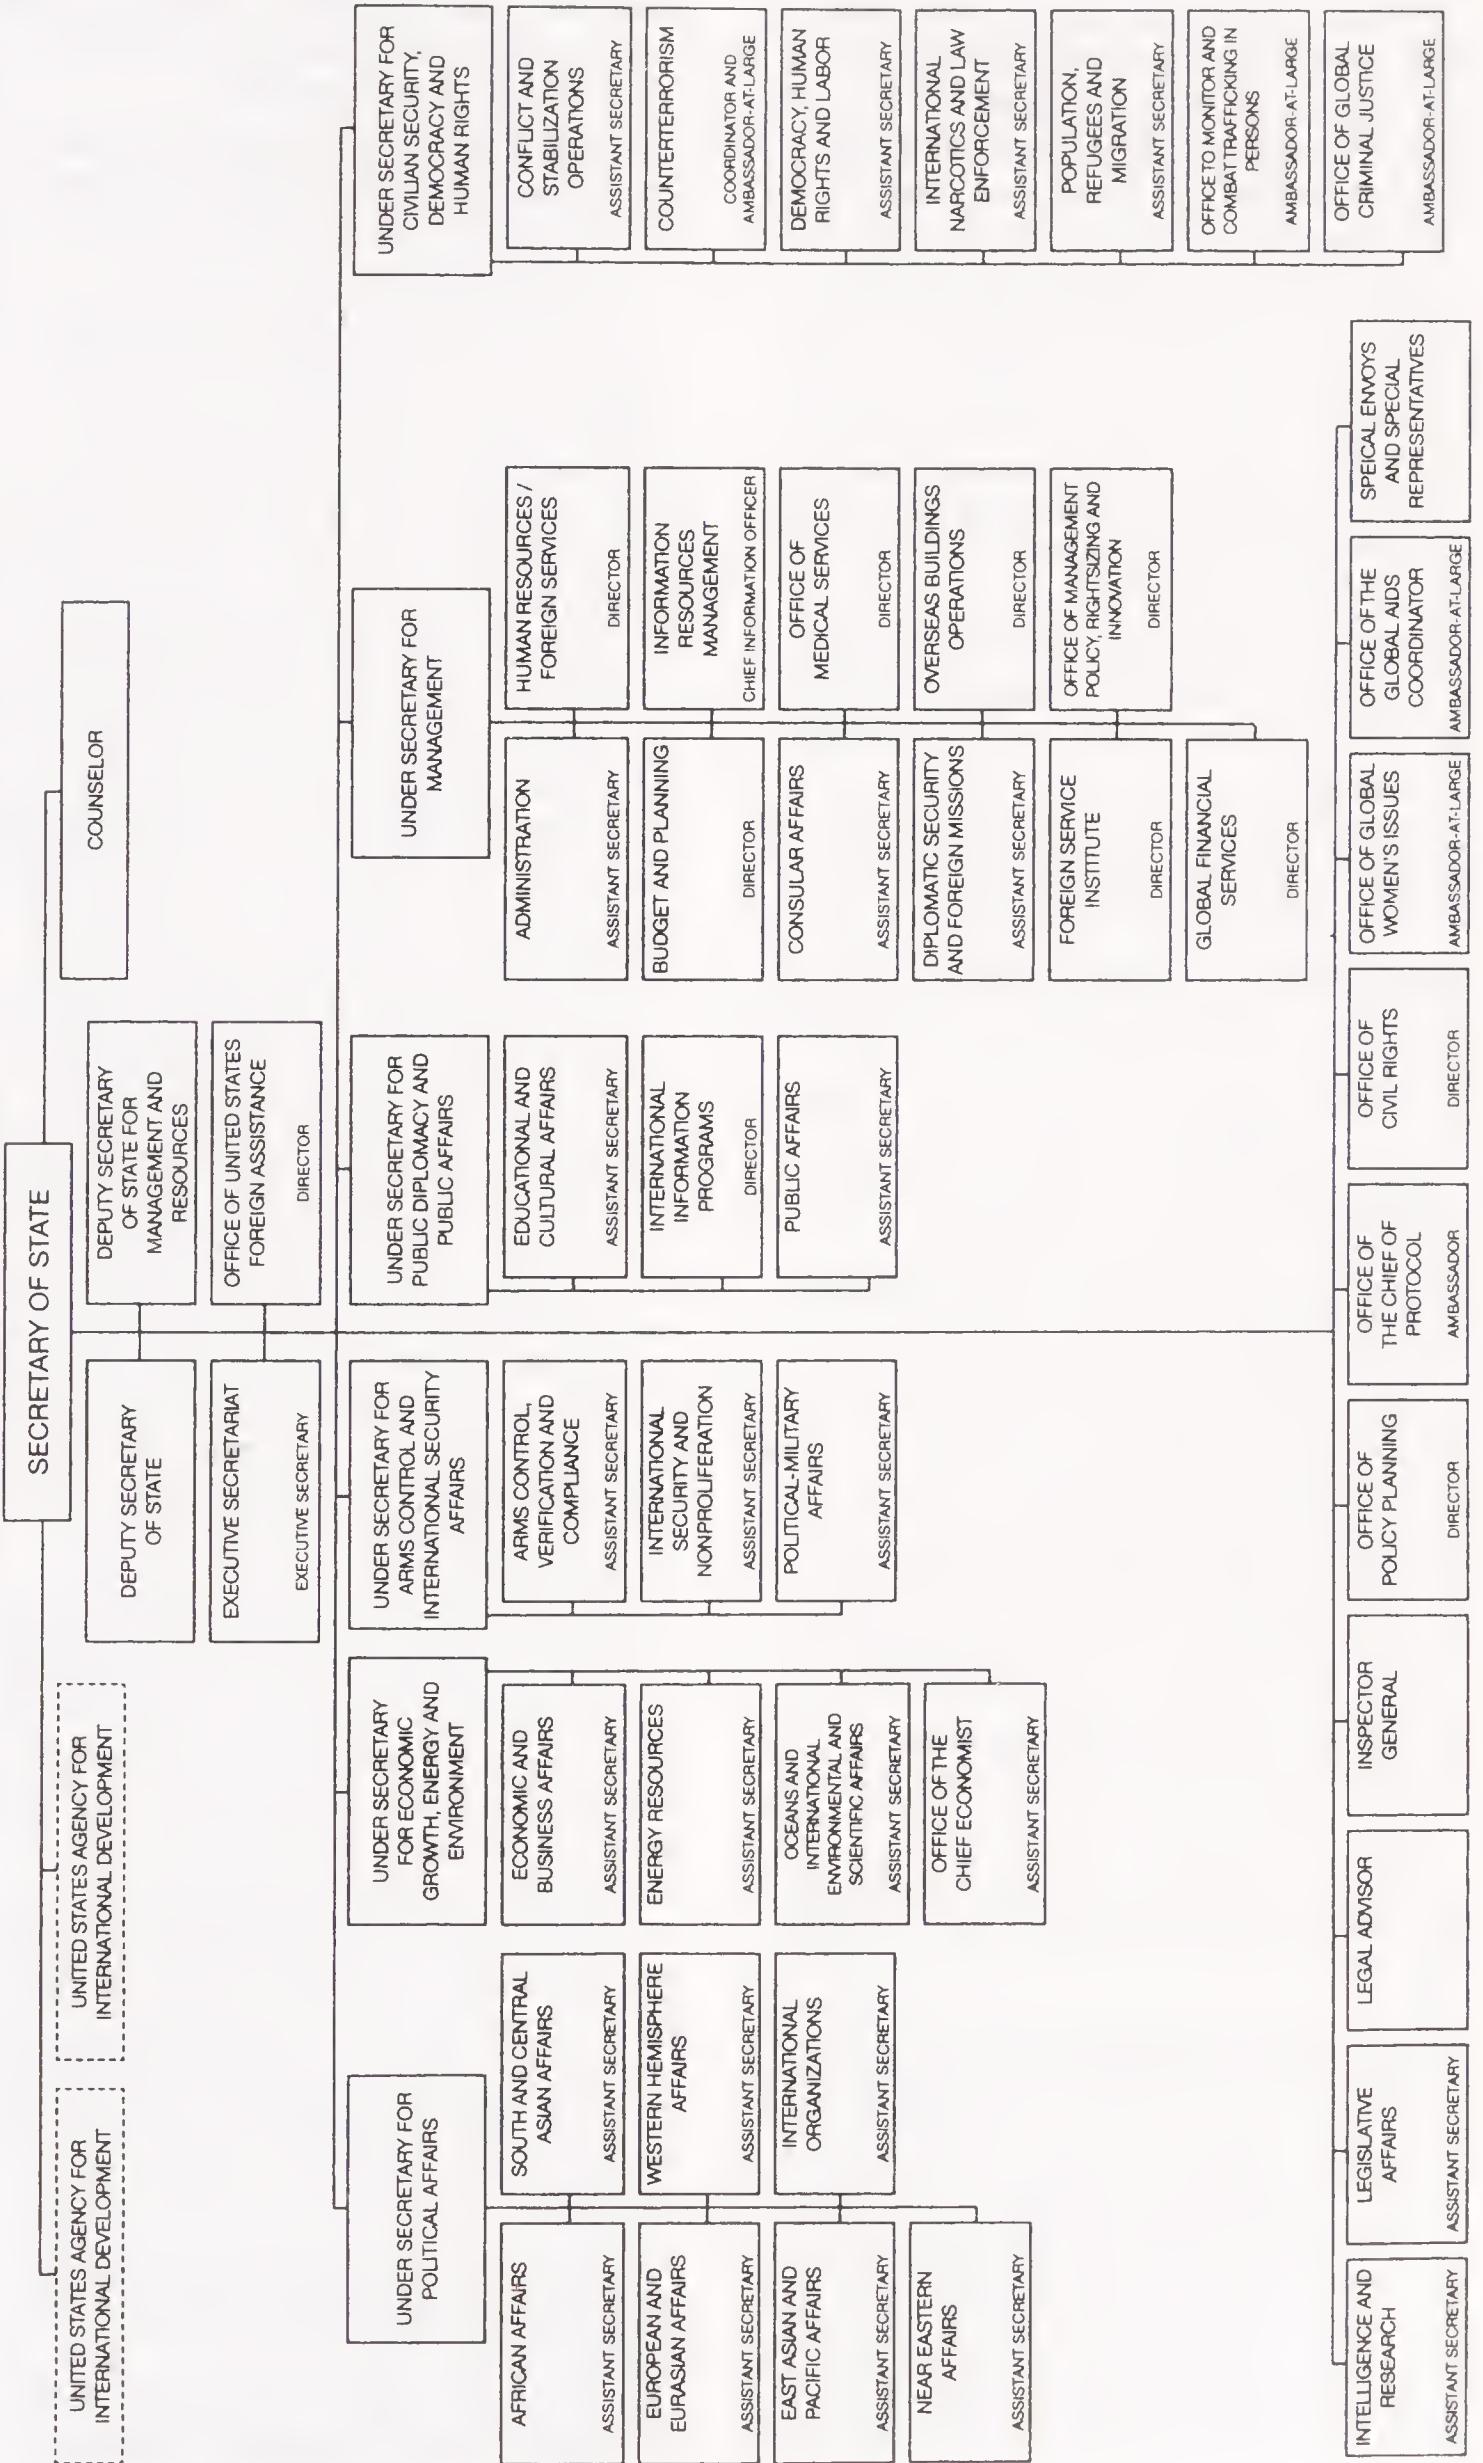 SECRETARY OF STATE
UNITED STATES AGENCY FOR
INTERNATIONAL DEVELOPMENT
UNITED STATES AGENCY FOR
INTERNATIONAL DEVELOPMENT
COUNSELOR
DEPUTY SECRETARY
OF STATE
DEPUTY SECRETARY
OF STATE FOR
MANAGEMENT AND
RESOURCES
EXECUTIVE SECRETARIAT
EXECUTIVE SECRETARY
OFFICE OF UNITED STATES
FOREIGN ASSISTANCE
DIRECTOR
UNDER SECRETARY FOR
POLITICAL AFFAIRS
AFRICAN AFFAIRS
ASSISTANT SECRETARY
SOUTH AND CENTRAL
ASIAN AFFAIRS
ASSISTANT SECRETARY
EUROPEAN AND
EURASIAN AFFAIRS
ASSISTANT SECRETARY
WESTERN HEMISPHERE
AFFAIRS
ASSISTANT SECRETARY
EAST ASIAN AND
PACIFIC AFFAIRS
ASSISTANT SECRETARY
INTERNATIONAL
ORGANIZATIONS
ASSISTANT SECRETARY
NEAR EASTERN
AFFAIRS
ASSISTANT SECRETARY
UNDER SECRETARY
FOR ECONOMIC
GROWTH, ENERGY AND
ENVIRONMENT
ECONOMIC AND
BUSINESS AFFAIRS
ASSISTANT SECRETARY
ENERGY RESOURCES
ASSISTANT SECRETARY
OCEANS AND
INTERNATIONAL
ENVIRONMENTAL AND
SCIENTIFIC AFFAIRS
ASSISTANT SECRETARY
OFFICE OF THE
CHIEF ECONOMIST
ASSISTANT SECRETARY
UNDER SECRETARY FOR
ARMS CONTROL AND
INTERNATIONAL SECURITY
AFFAIRS
ARMS CONTROL,
VERIFICATION AND
COMPLIANCE
ASSISTANT SECRETARY
INTERNATIONAL
SECURITY AND
NONPROLIFERATION
ASSISTANT SECRETARY
POLITICAL-MILITARY
AFFAIRS
ASSISTANT SECRETARY
UNDER SECRETARY FOR
PUBLIC DIPLOMACY AND
PUBLIC AFFAIRS
EDUCATIONAL AND
CULTURAL AFFAIRS
ASSISTANT SECRETARY
INTERNATIONAL
INFORMATION
PROGRAMS
DIRECTOR
PUBLIC AFFAIRS
ASSISTANT SECRETARY
UNDER SECRETARY FOR
MANAGEMENT
ADMINISTRATION
ASSISTANT SECRETARY
HUMAN RESOURCES /
FOREIGN SERVICES
DIRECTOR
BUDGET AND PLANNING
DIRECTOR
INFORMATION
RESOURCES
MANAGEMENT
CHIEF INFORMATION OFFICER
CONSULAR AFFAIRS
ASSISTANT SECRETARY
OFFICE OF
MEDICAL SERVICES
DIRECTOR
DIPLOMATIC SECURITY
AND FOREIGN MISSIONS
ASSISTANT SECRETARY
OVERSEAS BUILDINGS
OPERATIONS
DIRECTOR
FOREIGN SERVICE
INSTITUTE
DIRECTOR
OFFICE OF MANAGEMENT
POLICY, RIGHTSIZING AND
INNOVATION
DIRECTOR
GLOBAL FINANCIAL
SERVICES
DIRECTOR
UNDER SECRETARY FOR
CIVILIAN SECURITY,
DEMOCRACY AND
HUMAN RIGHTS
CONFLICT AND
STABILIZATION
OPERATIONS
ASSISTANT SECRETARY
COUNTERTERRORISM
COORDINATOR AND
AMBASSADOR-AT-LARGE
DEMOCRACY, HUMAN
RIGHTS AND LABOR
ASSISTANT SECRETARY
INTERNATIONAL
NARCOTICS AND LAW
ENFORCEMENT
ASSISTANT SECRETARY
POPULATION,
REFUGEES AND
MIGRATION
ASSISTANT SECRETARY
OFFICE TO MONITOR AND
COMBAT TRAFFICKING IN
PERSONS
AMBASSADOR-AT-LARGE
OFFICE OF GLOBAL
CRIMINAL JUSTICE
AMBASSADOR-AT-LARGE
INTELLIGENCE AND
RESEARCH
ASSISTANT SECRETARY
LEGISLATIVE
AFFAIRS
ASSISTANT SECRETARY
LEGAL ADVISOR
INSPECTOR
GENERAL
OFFICE OF
POLICY PLANNING
DIRECTOR
OFFICE OF
THE CHIEF OF
PROTOCOL
AMBASSADOR
OFFICE OF
CIVIL RIGHTS
DIRECTOR
OFFICE OF GLOBAL
WOMEN'S ISSUES
AMBASSADOR-AT-LARGE
OFFICE OF THE
GLOBAL AIDS
COORDINATOR
AMBASSADOR-AT-LARGE
SPEICAL ENVOYS
AND SPECIAL
REPRESENTATIVES